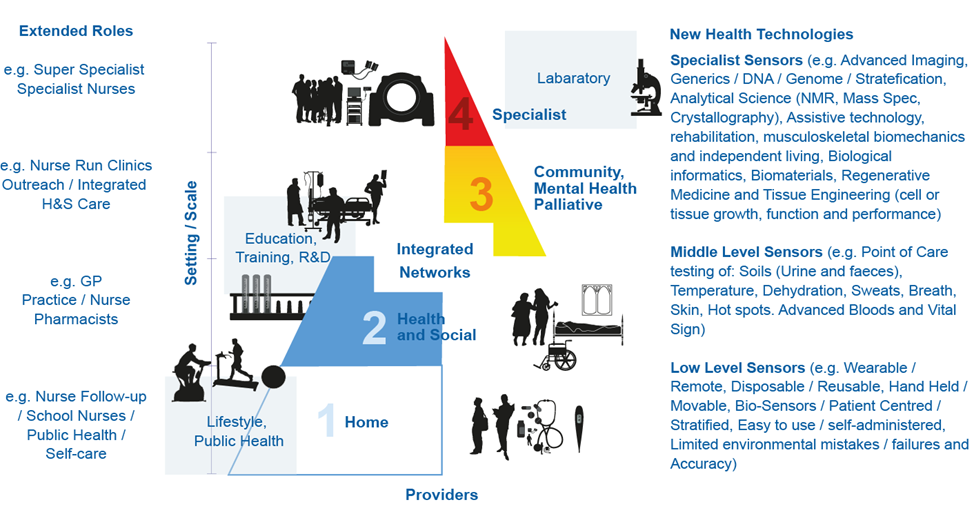 Extended Roles
e.g. Super Specialist
Specialist Nurses
e.g. Nurse Run Clinics
Outreach / Integrated
H&S Care
e.g. GP
Practice / Nurse
Pharmacists
e.g. Nurse Follow-up
/ School Nurses /
Public Health /
Self-care
Setting / Scale
Labaratory
4
Specialist
3
Community,
Mental Health
Palliative
Education,
Training, R&D
Integrated
Networks
2
Health
and Social
Lifestyle,
Public Health
1
Home
Providers
New Health Technologies
Specialist Sensors (e.g. Advanced Imaging,
Generics / DNA / Genome / Stratefication,
Analytical Science (NMR, Mass Spec,
Crystallography), Assistive technology,
rehabilitation, musculoskeletal biomechanics
and independent living, Biological
informatics, Biomaterials, Regenerative
Medicine and Tissue Engineering (cell or
tissue growth, function and performance)
Middle Level Sensors (e.g. Point of Care
testing of: Soils (Urine and faeces),
Temperature, Dehydration, Sweats, Breath,
Skin, Hot spots. Advanced Bloods and Vital
Sign)
Low Level Sensors (e.g. Wearable /
Remote, Disposable / Reusable, Hand Held /
Movable, Bio-Sensors / Patient Centred /
Stratified, Easy to use / self-administered,
Limited environmental mistakes / failures and
Accuracy)